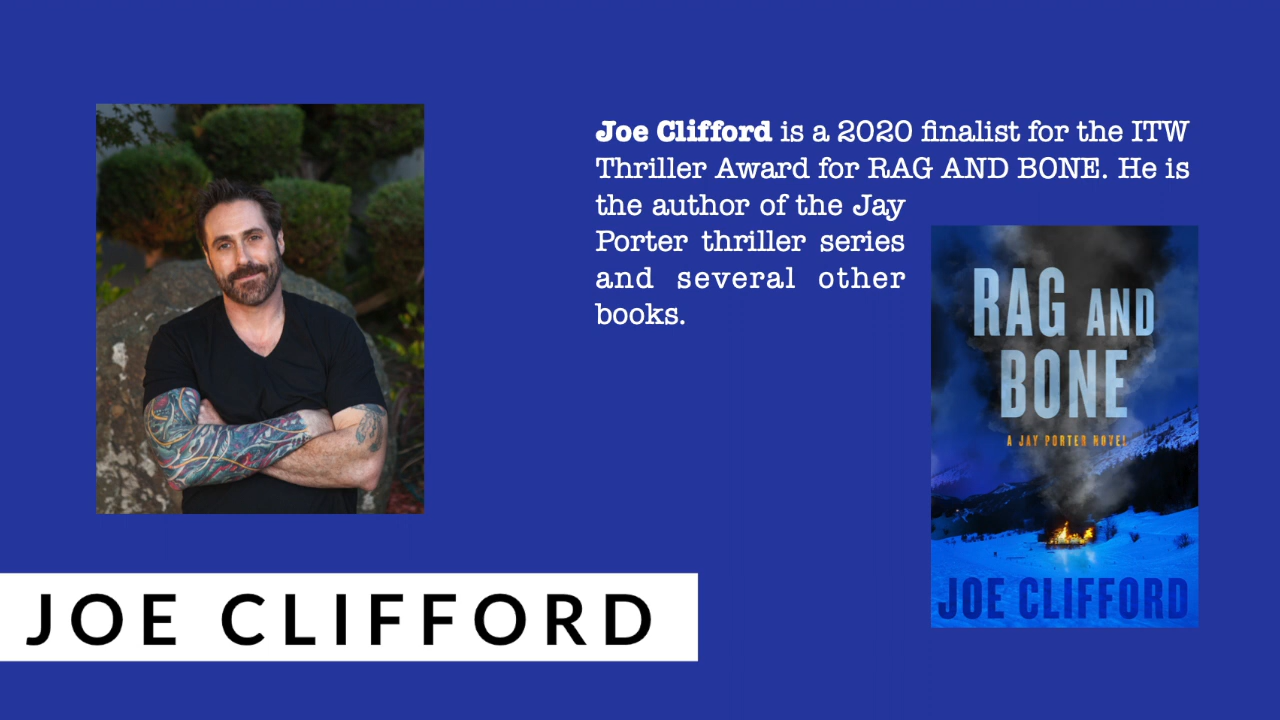 Joe Clifford is a 2020 finalist for the ITW
Thriller Award for RAG AND BONE. He is
the author of the Jay
Porter thriller series
and several other
books.
RAG AND
BONE
A JAY PORTER NOVEL
JOE CLIFFORD
JOE CLIFFORD